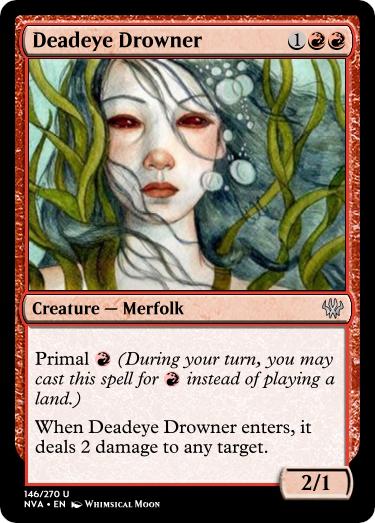 Deadeye Drowner 1
Primal (During your turn, you may
cast this spell for instead of playing a
land.)
When Deadeye Drowner enters, it
deals 2 damage to any target.
Creature — Merfolk
2/1
146/270 U
NVA • EN Whimsical Moon